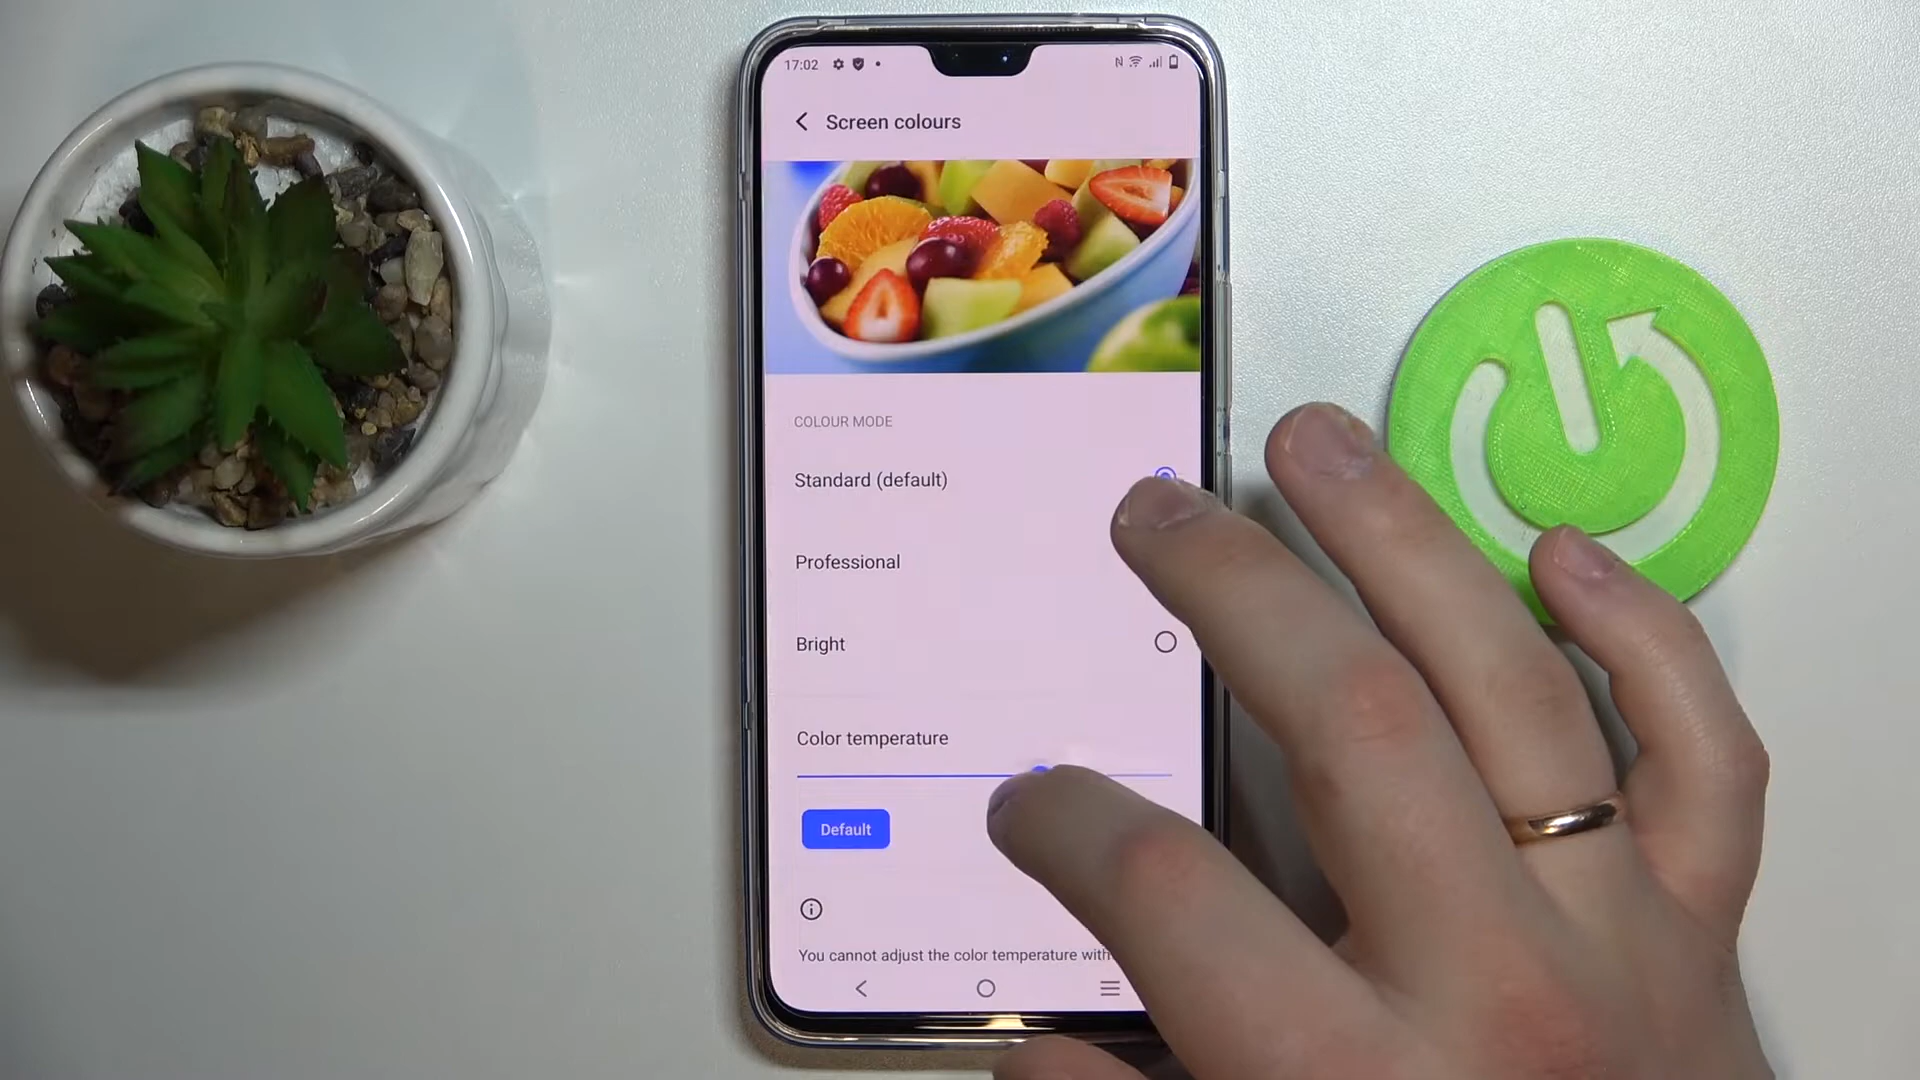 17:02
Screen colours
COLOUR MODE
Standard (default)
Professional
Bright
Color temperature
Default
You cannot adjust the color temperature